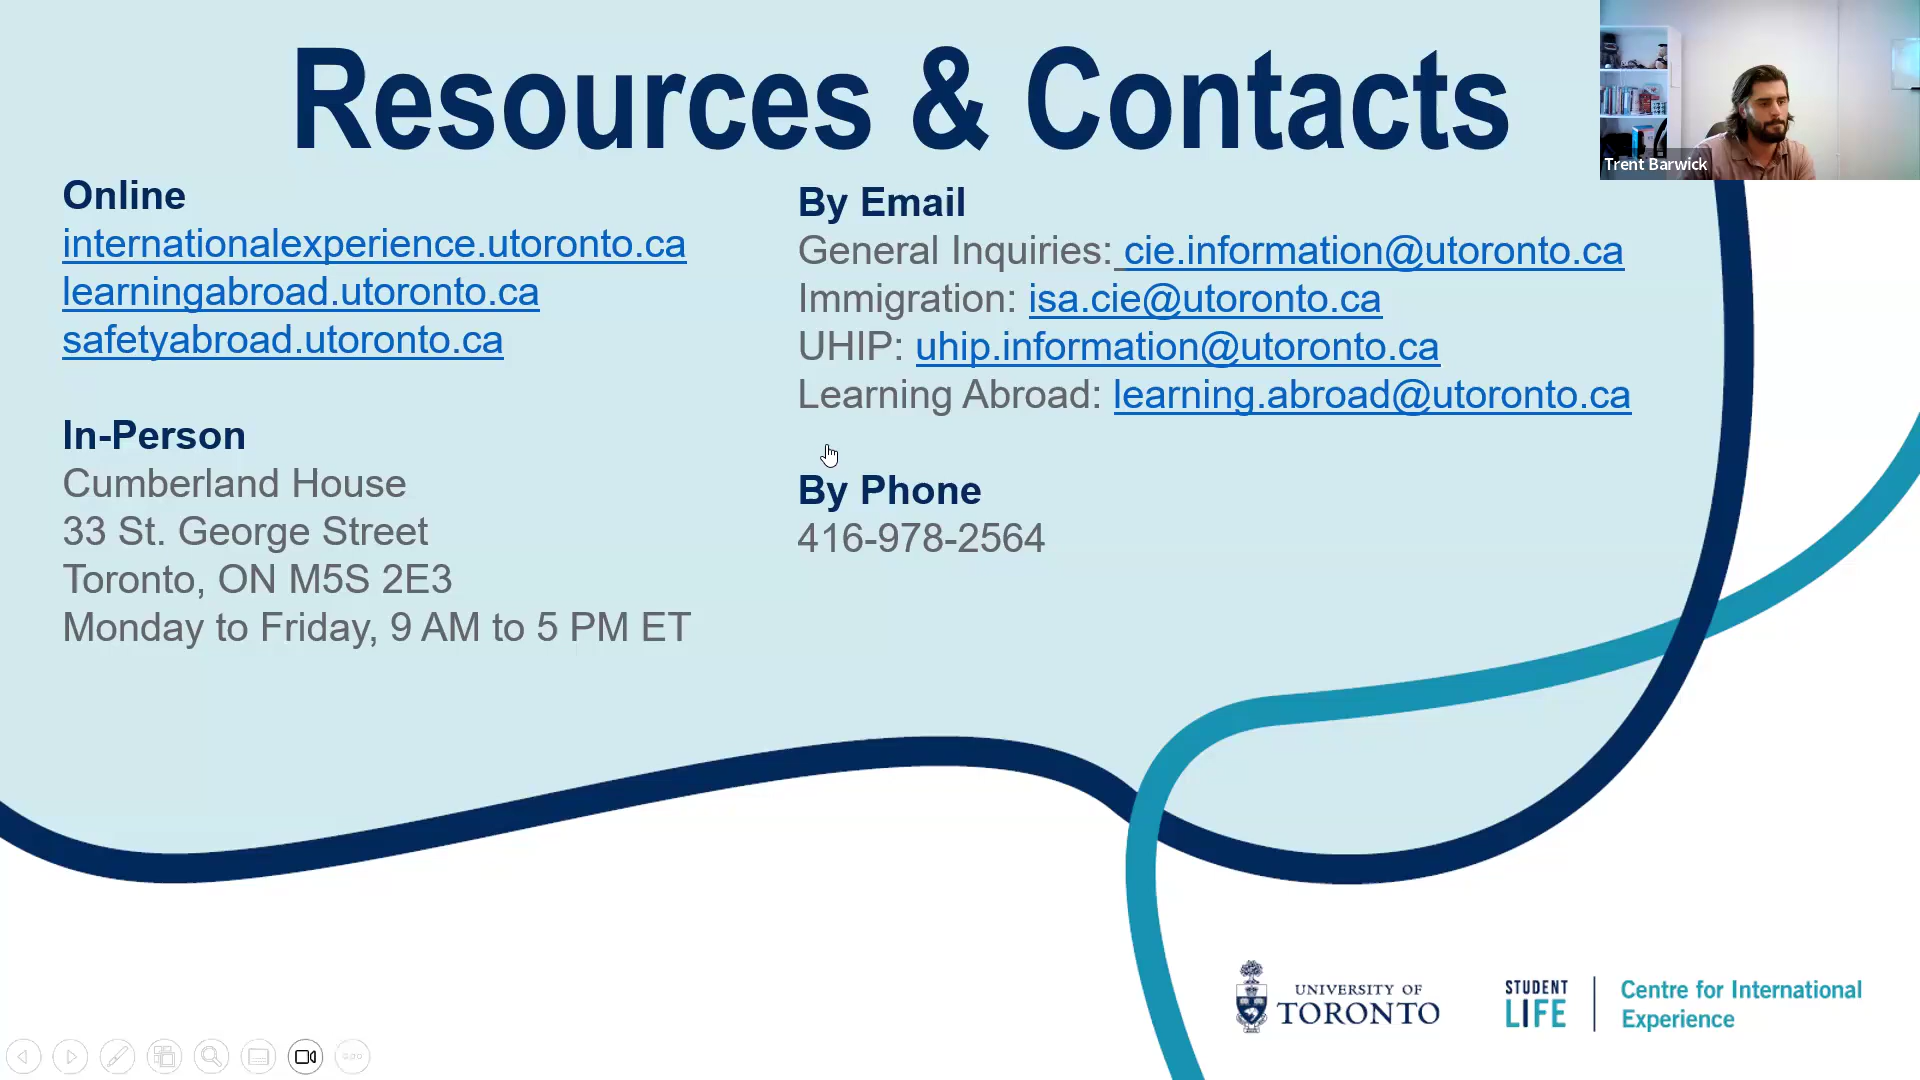 Resources & Contacts
Trent Barwick
Online
internationalexperience.utoronto.ca
learningabroad.utoronto.ca
safetyabroad.utoronto.ca
In-Person
Cumberland House
33 St. George Street
Toronto, ON M5S 2E3
Monday to Friday, 9 AM to 5 PM ET
By Email
General Inquiries: cie.information@utoronto.ca
Immigration: isa.cie@utoronto.ca
UHIP: uhip.information@utoronto.ca
Learning Abroad: learning.abroad@utoronto.ca
By Phone
416-978-2564
UNIVERSITY OF
TORONTO
STUDENT
LIFE
Centre for International
Experience